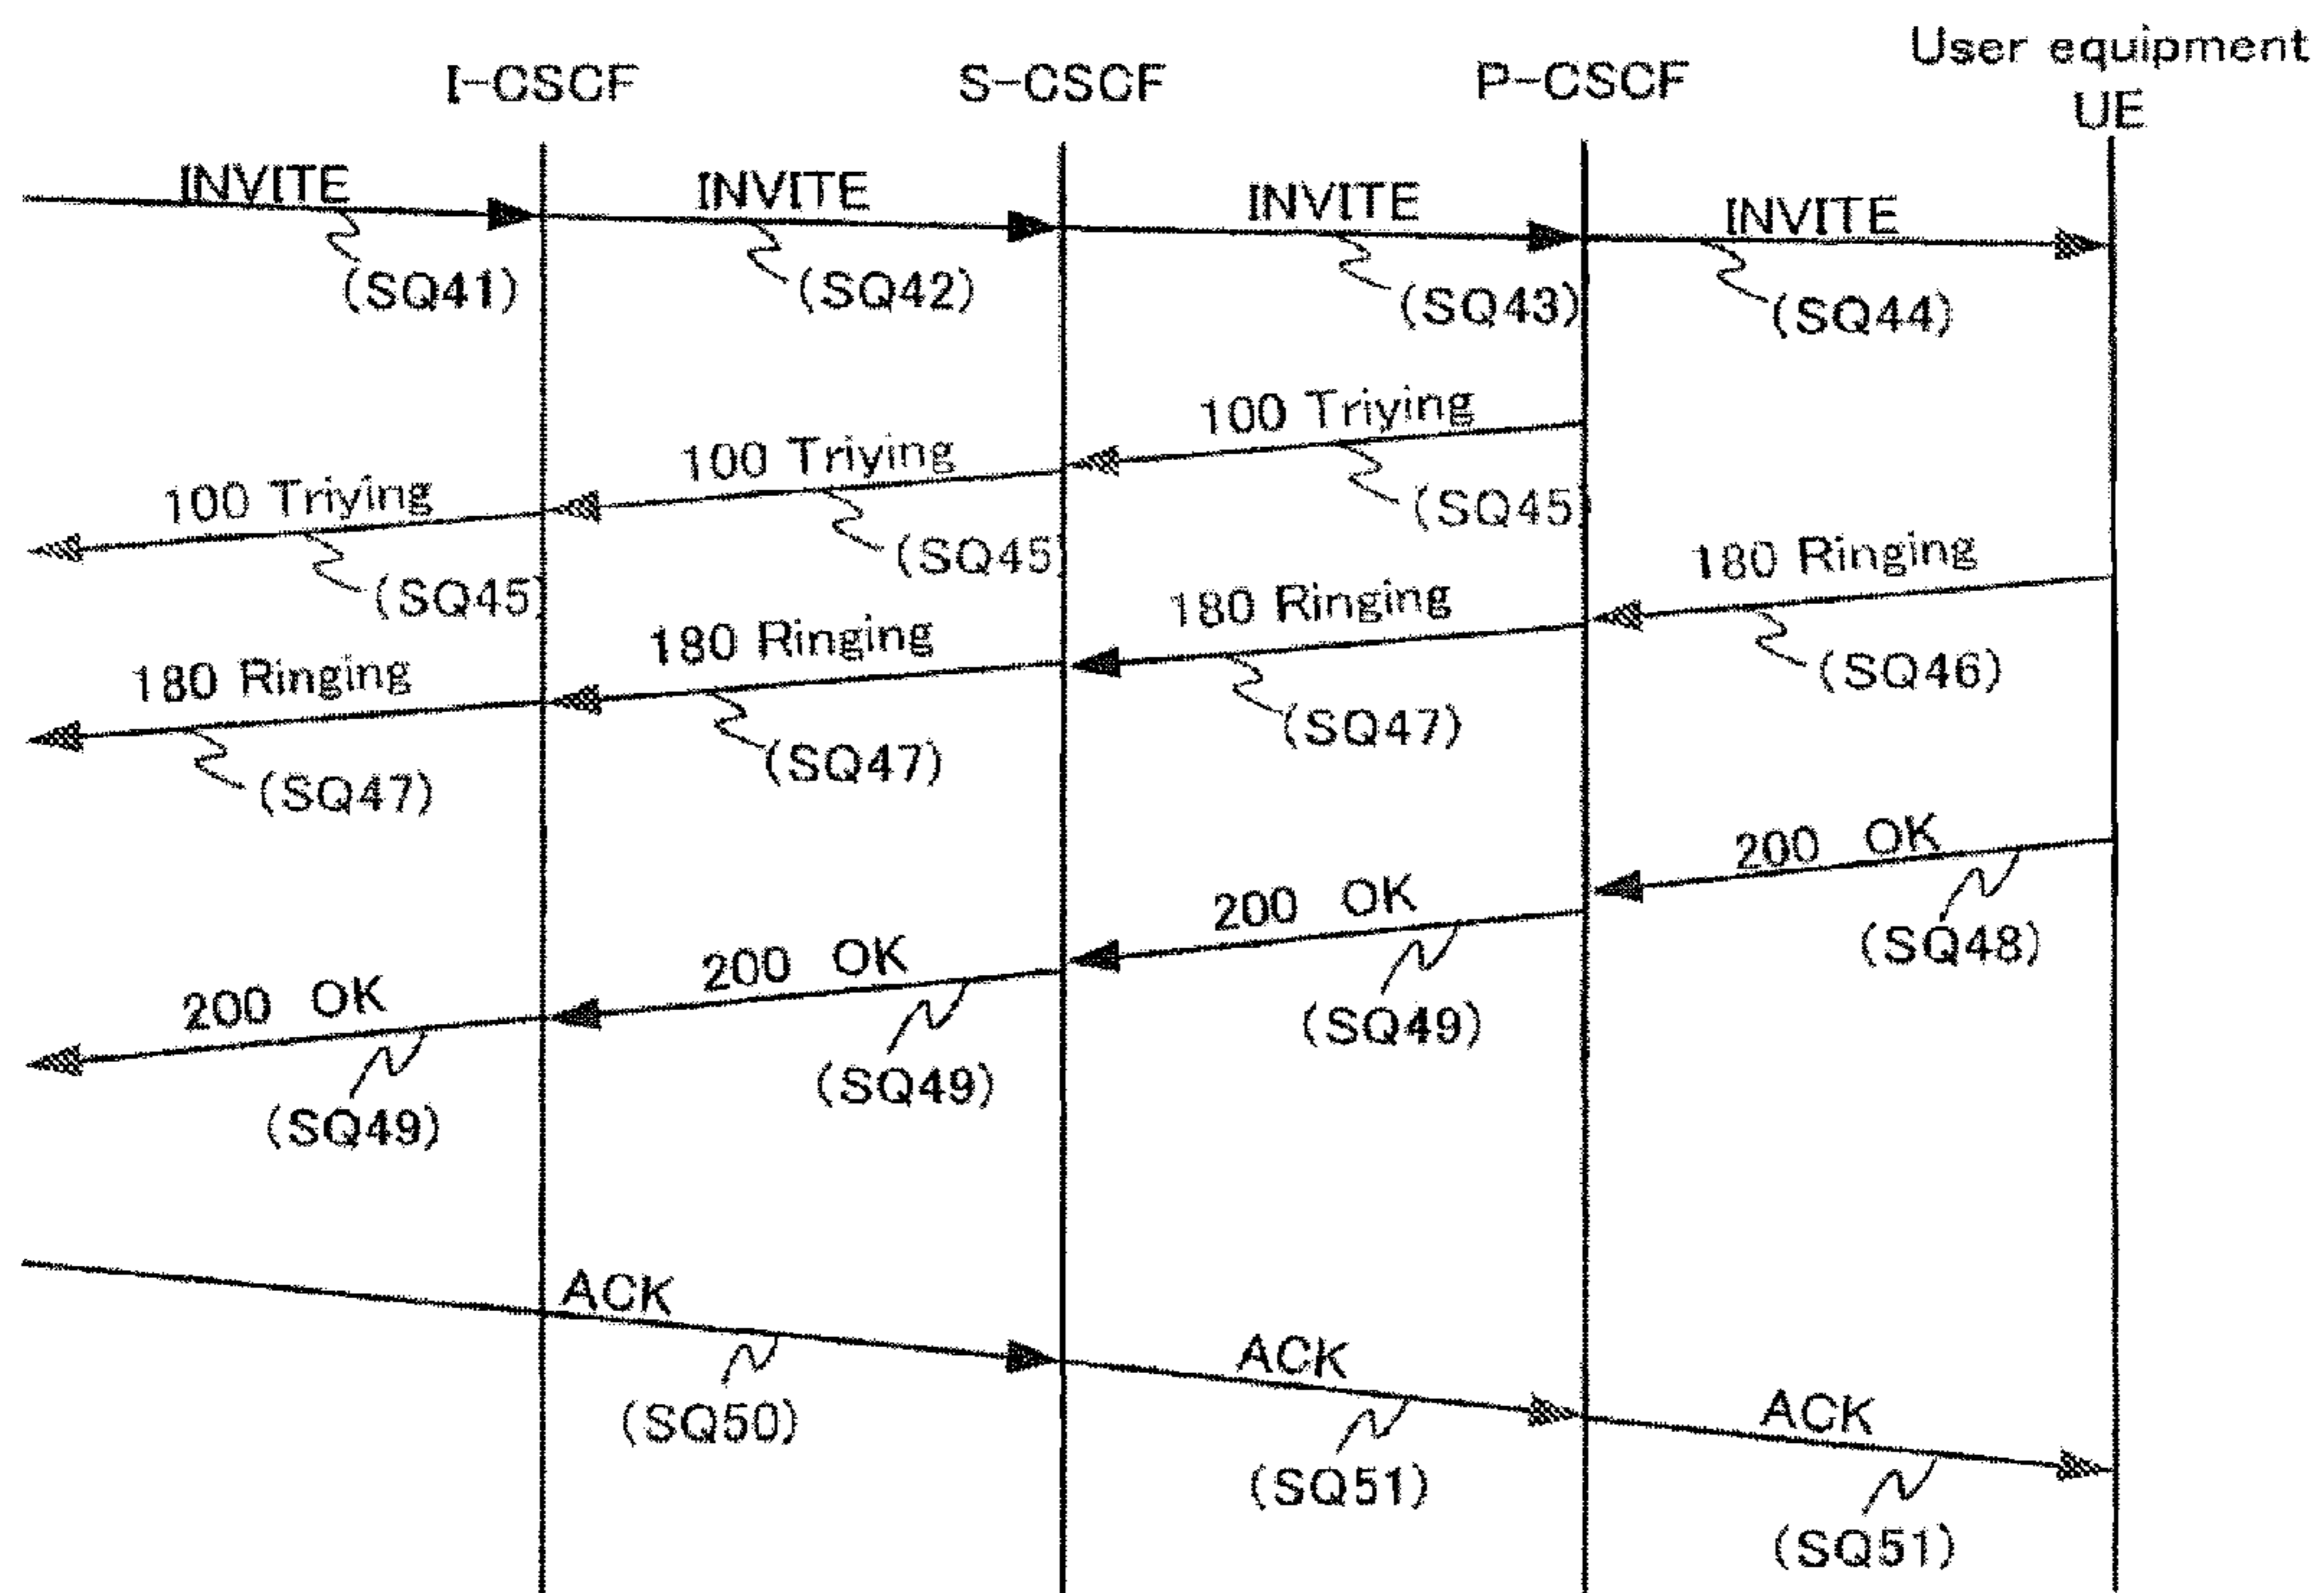 I-CSCF
S-CSCF
P-CSCF
User equipment
UE
INVITE
INVITE
INVITE
INVITE
(SQ41)
(SQ42)
(SQ43)
(SQ44)
100 Triying
100 Triying
100 Triying
(SQ45)
(SQ45
(SQ45
180 Ringing
180 Ringing
180 Ringing
180 Ringing
(SQ46)
(SQ47)
(SQ47)
(SQ47)
200 OK
200 OK
200 OK
200 OK
(SQ48)
(SQ49)
(SQ49)
(SQ49)
ACK
ACK
ACK
(SQ50)
(SQ51)
(SQ51)